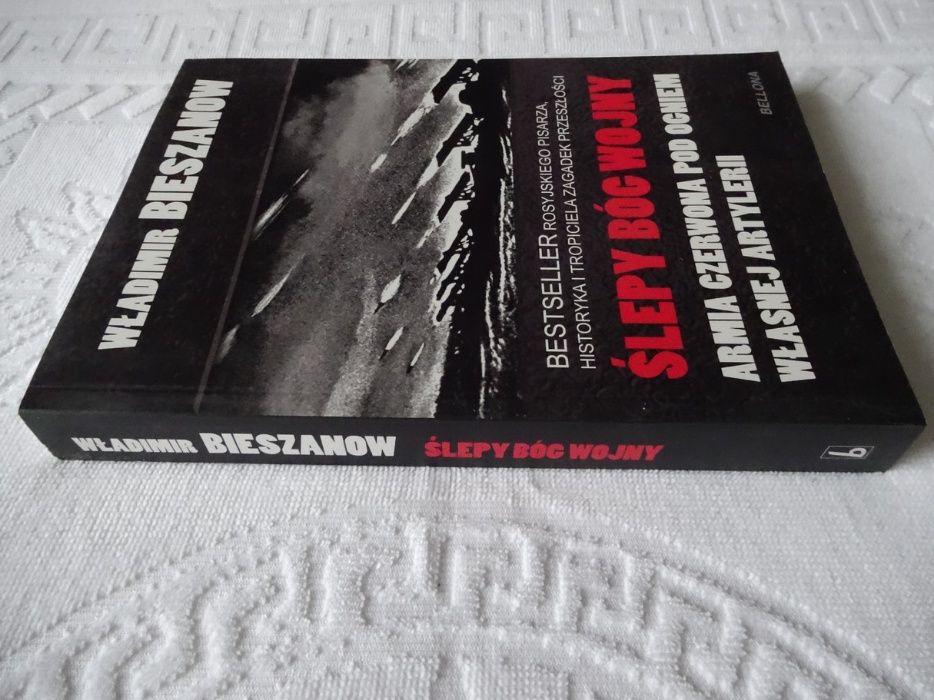 WŁADIMIR BIESZANOW
BESTSELLER ROSYJSKIEGO PISARZA,
HISTORYKA I TROPICIELA ZAGADEK PRZESZŁOŚCI
ŚLEPY BÓG WOJNY
ARMIA CZERWONA POD OGNIEM
WŁASNEJ ARTYLERII
BELLONA
WŁADIMIR BIESZANOW ŚLEPY BÓG WOJNY b